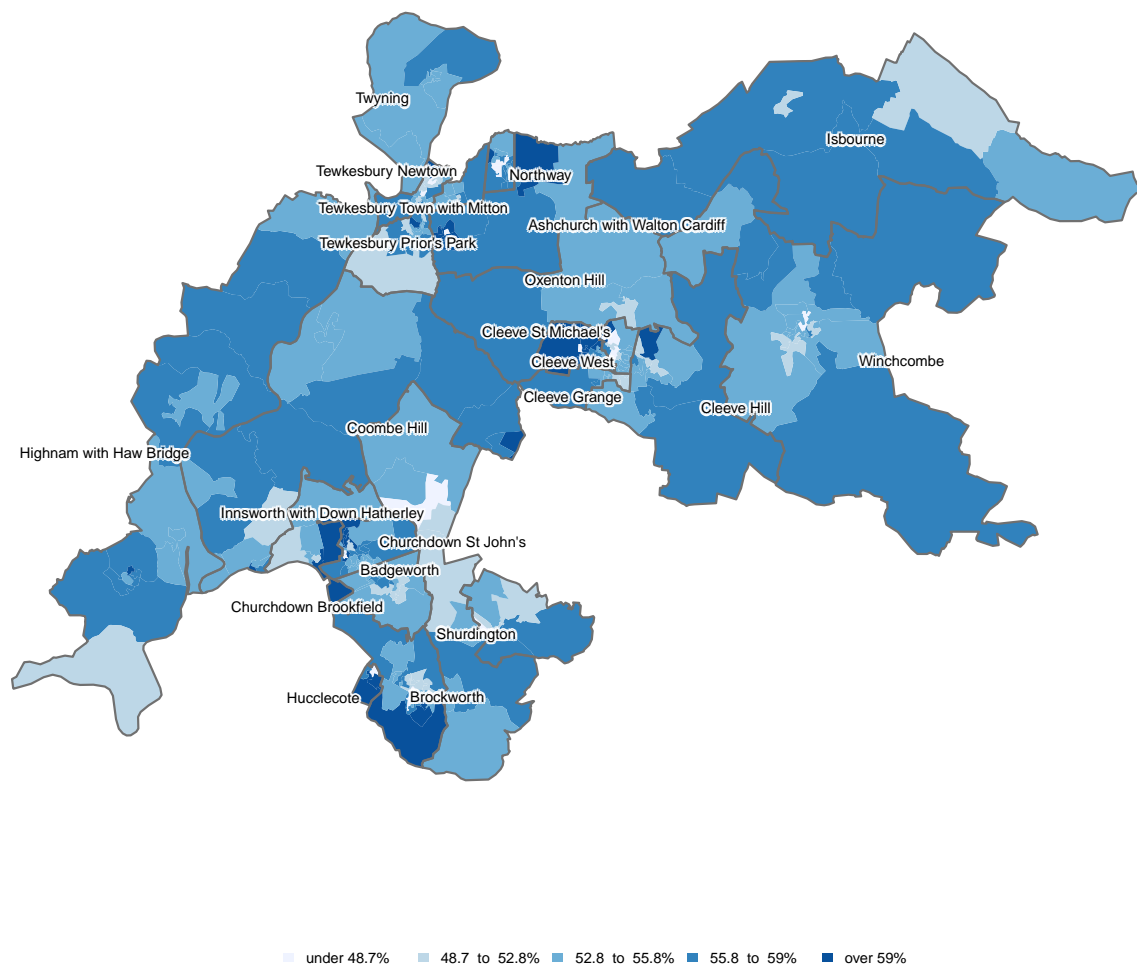 Twyning
Isbourne
Tewkesbury Newtown
Northway
Tewkesbury Town with Mitton
Ashchurch with Walton Cardiff
Tewkesbury Prior's Park
Oxenton Hill
Cleeve St Michael's
Cleeve West
Winchcombe
Cleeve Grange
Cleeve Hill
Coombe Hill
Highnam with Haw Bridge
Innsworth with Down Hatherley
Churchdown St John's
Badgeworth
Churchdown Brookfield
Shurdington
Hucclecote
Brockworth
under 48.7% 48.7 to 52.8% 52.8 to 55.8% 55.8 to 59% over 59%